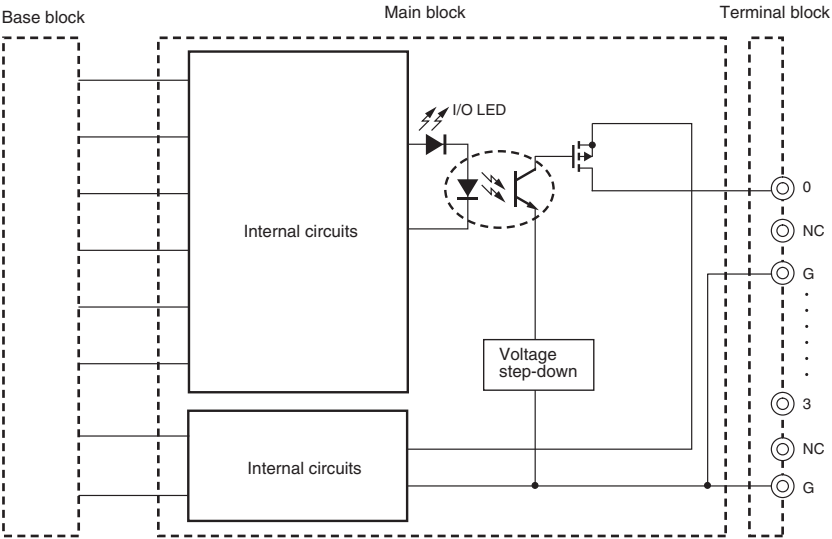 Base block
Main block
Terminal block
I/O LED
Internal circuits
Voltage
step-down
Internal circuits
0
NC
G
3
NC
G